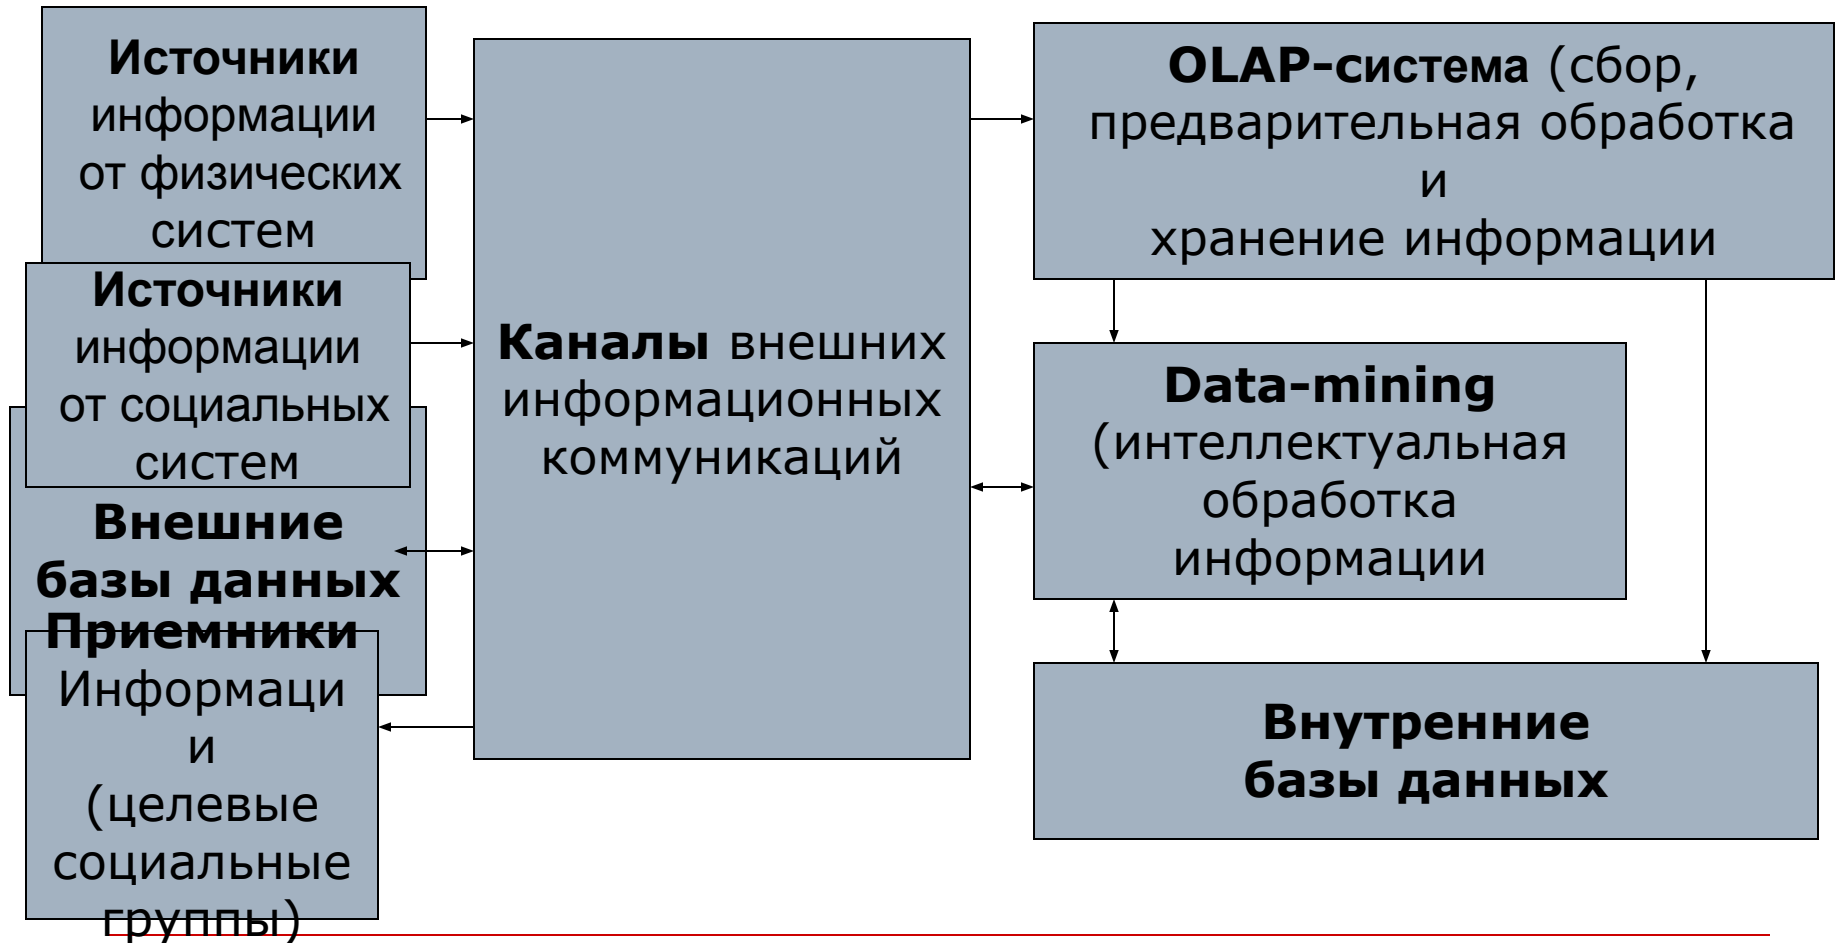 Источники
информации
от физических
систем
Источники
информации
от социальных
систем
Внешние
базы данных
Приемники
Информаци
и
(целевые
социальные
группы)
Каналы внешних
информационных
коммуникаций
OLAP-система (сбор,
предварительная обработка
и
хранение информации
Data-mining
(интеллектуальная
обработка
информации
Внутренние
базы данных